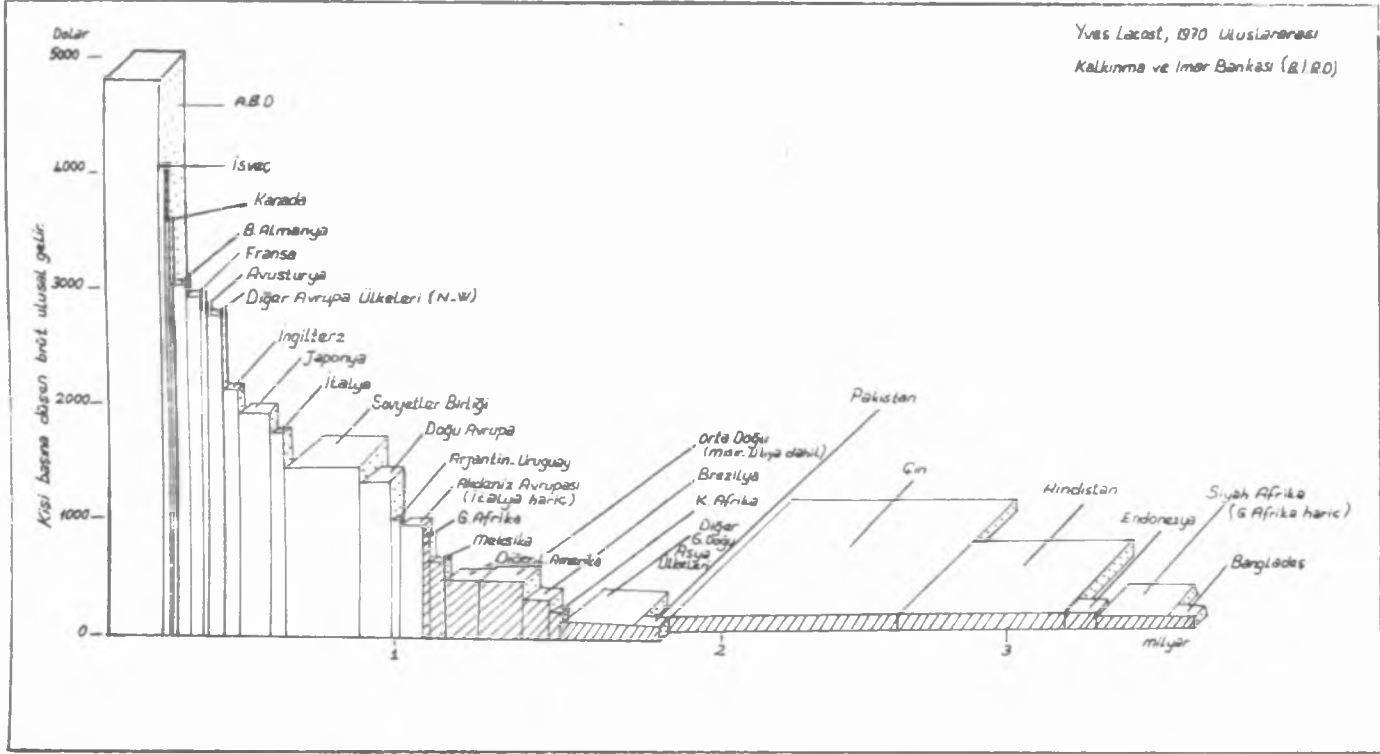 Yves Lacost, 1970 Uluslararası
Kalkınma ve İmar Bankası (B.I.R.D)
Dolar
5000
4000
3000
2000
1000
0
Kişi başına düşen brüt ulusal gelir.
A.B.D
İsveç
Kanada
B. Almanya
Fransa
Avusturya
Diğer Avrupa Ülkeleri (N-W)
İngiltere
Japonya
İtalya
Sovyetler Birliği
Doğu Avrupa
Arjantin-Uruguay
Akdeniz Avrupası
(İtalya hariç)
G. Afrika
Meksika
Diğer Amerika
Orta Doğu
(mısır. Libya dahil)
Brezilya
K. Afrika
Diğer
G. Doğu
Asya
Ülkeleri
Pakistan
Çin
Hindistan
Endonezya
Siyah Afrika
(G. Afrika hariç)
Bangladeş
1
2
3
milyar